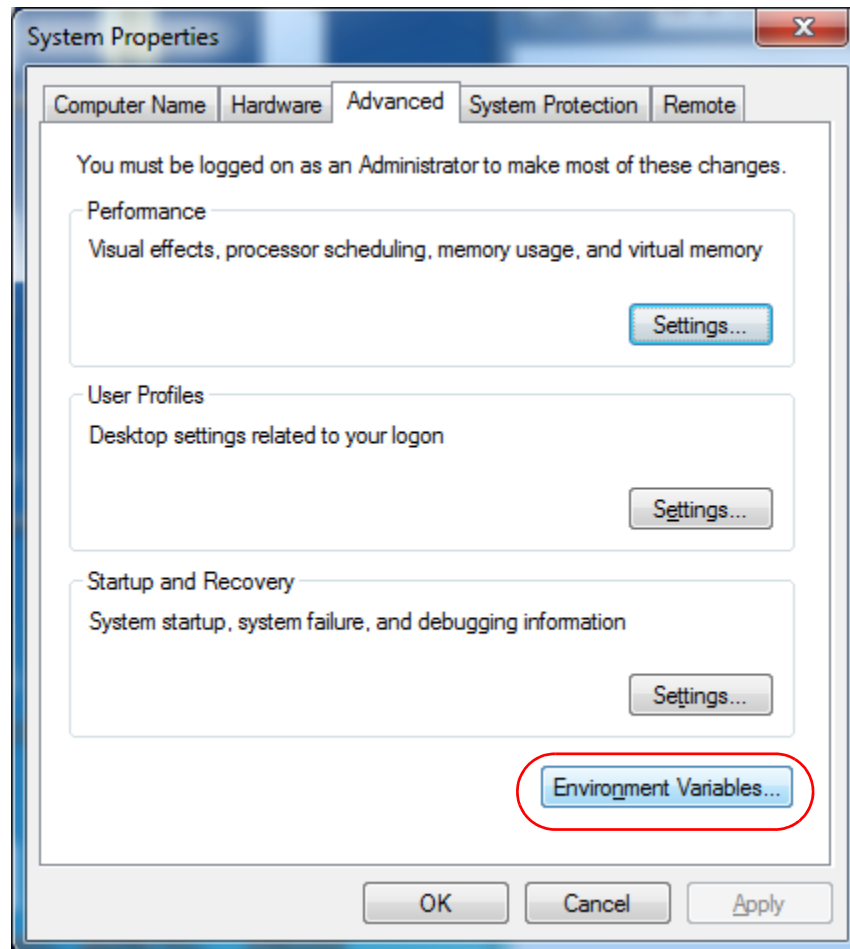 System Properties
Computer Name Hardware Advanced System Protection Remote
You must be logged on as an Administrator to make most of these changes.
Performance
Visual effects, processor scheduling, memory usage, and virtual memory
Settings...
User Profiles
Desktop settings related to your logon
Settings...
Startup and Recovery
System startup, system failure, and debugging information
Settings...
Environment Variables...
OK Cancel Apply